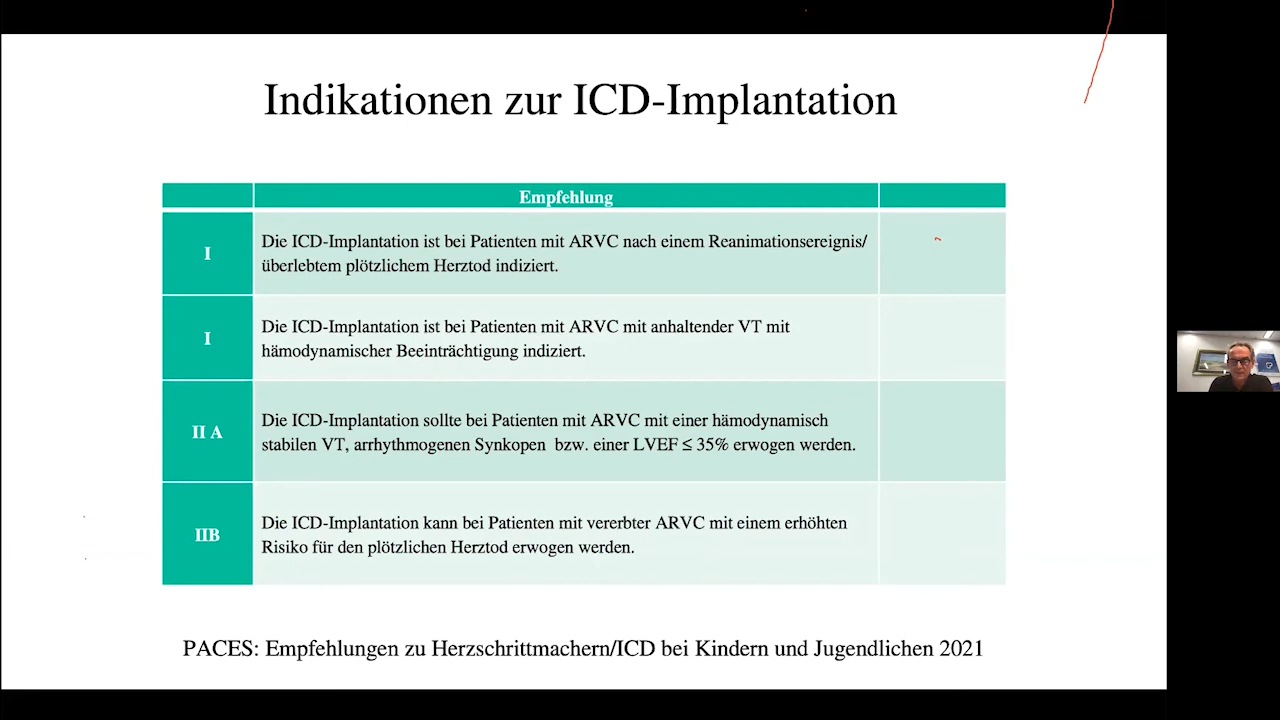 Indikationen zur ICD-Implantation
Empfehlung
I
Die ICD-Implantation ist bei Patienten mit ARVC nach einem Reanimationsereignis/
überlebtem plötzlichem Herztod indiziert.
I
Die ICD-Implantation ist bei Patienten mit ARVC mit anhaltender VT mit
hämodynamischer Beeinträchtigung indiziert.
II A
Die ICD-Implantation sollte bei Patienten mit ARVC mit einer hämodynamisch
stabilen VT, arrhythmogenen Synkopen bzw. einer LVEF ≤ 35% erwogen werden.
IIB
Die ICD-Implantation kann bei Patienten mit vererbter ARVC mit einem erhöhten
Risiko für den plötzlichen Herztod erwogen werden.
PACES: Empfehlungen zu Herzschrittmachern/ICD bei Kindern und Jugendlichen 2021